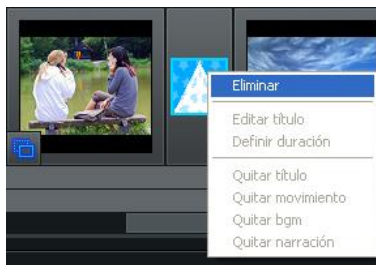 Eliminar
Editar título
Definir duración
Quitar título
Quitar movimiento
Quitar bgm
Quitar narración